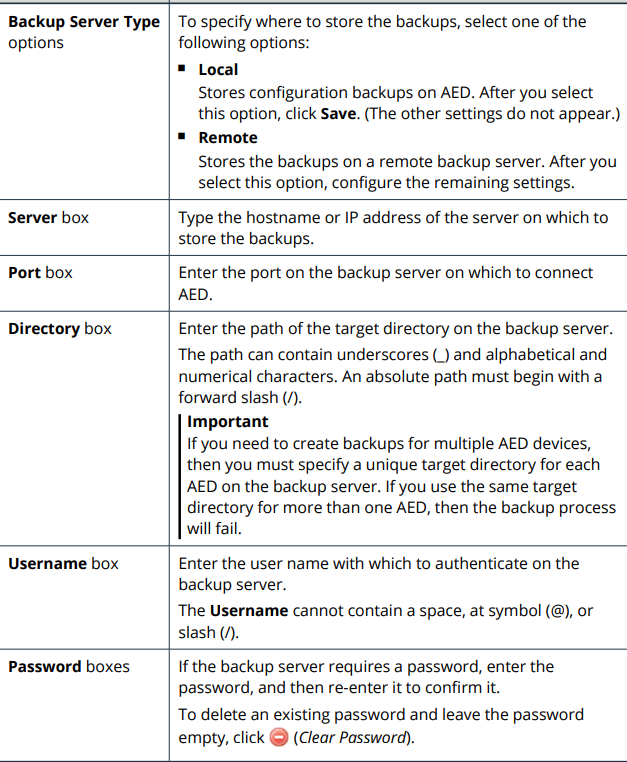 Backup Server Type
options
To specify where to store the backups, select one of the
following options:
■ Local
Stores configuration backups on AED. After you select
this option, click Save. (The other settings do not appear.)
■ Remote
Stores the backups on a remote backup server. After you
select this option, configure the remaining settings.
Server box
Type the hostname or IP address of the server on which to
store the backups.
Port box
Enter the port on the backup server on which to connect
AED.
Directory box
Enter the path of the target directory on the backup server.
The path can contain underscores (_) and alphabetical and
numerical characters. An absolute path must begin with a
forward slash (/).
Important
If you need to create backups for multiple AED devices,
then you must specify a unique target directory for each
AED on the backup server. If you use the same target
directory for more than one AED, then the backup process
will fail.
Username box
Enter the user name with which to authenticate on the
backup server.
The Username cannot contain a space, at symbol (@), or
slash (/).
Password boxes
If the backup server requires a password, enter the
password, and then re-enter it to confirm it.
To delete an existing password and leave the password
empty, click (Clear Password).